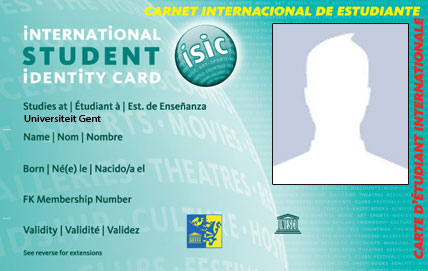 CARNET INTERNACIONAL DE ESTUDIANTE
iNTERNATIONAL
STUDENT
iDENTITY CARD
isic
Studies at | Étudiant à | Est. de Enseñanza
Universiteit Gent
Name | Nom | Nombre
Born | Né(e) le | Nacido/a el
FK Membership Number
Validity | Validité | Validez
See reverse for extensions
UNESCO
CARTE D'ÉTUDIANT INTERNATIONALE